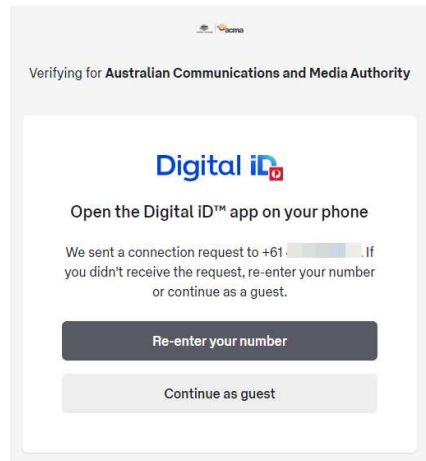 acma
Verifying for Australian Communications and Media Authority
Digital iD
Open the Digital iD™ app on your phone
We sent a connection request to +61 . If
you didn't receive the request, re-enter your number
or continue as a guest.
Re-enter your number
Continue as guest